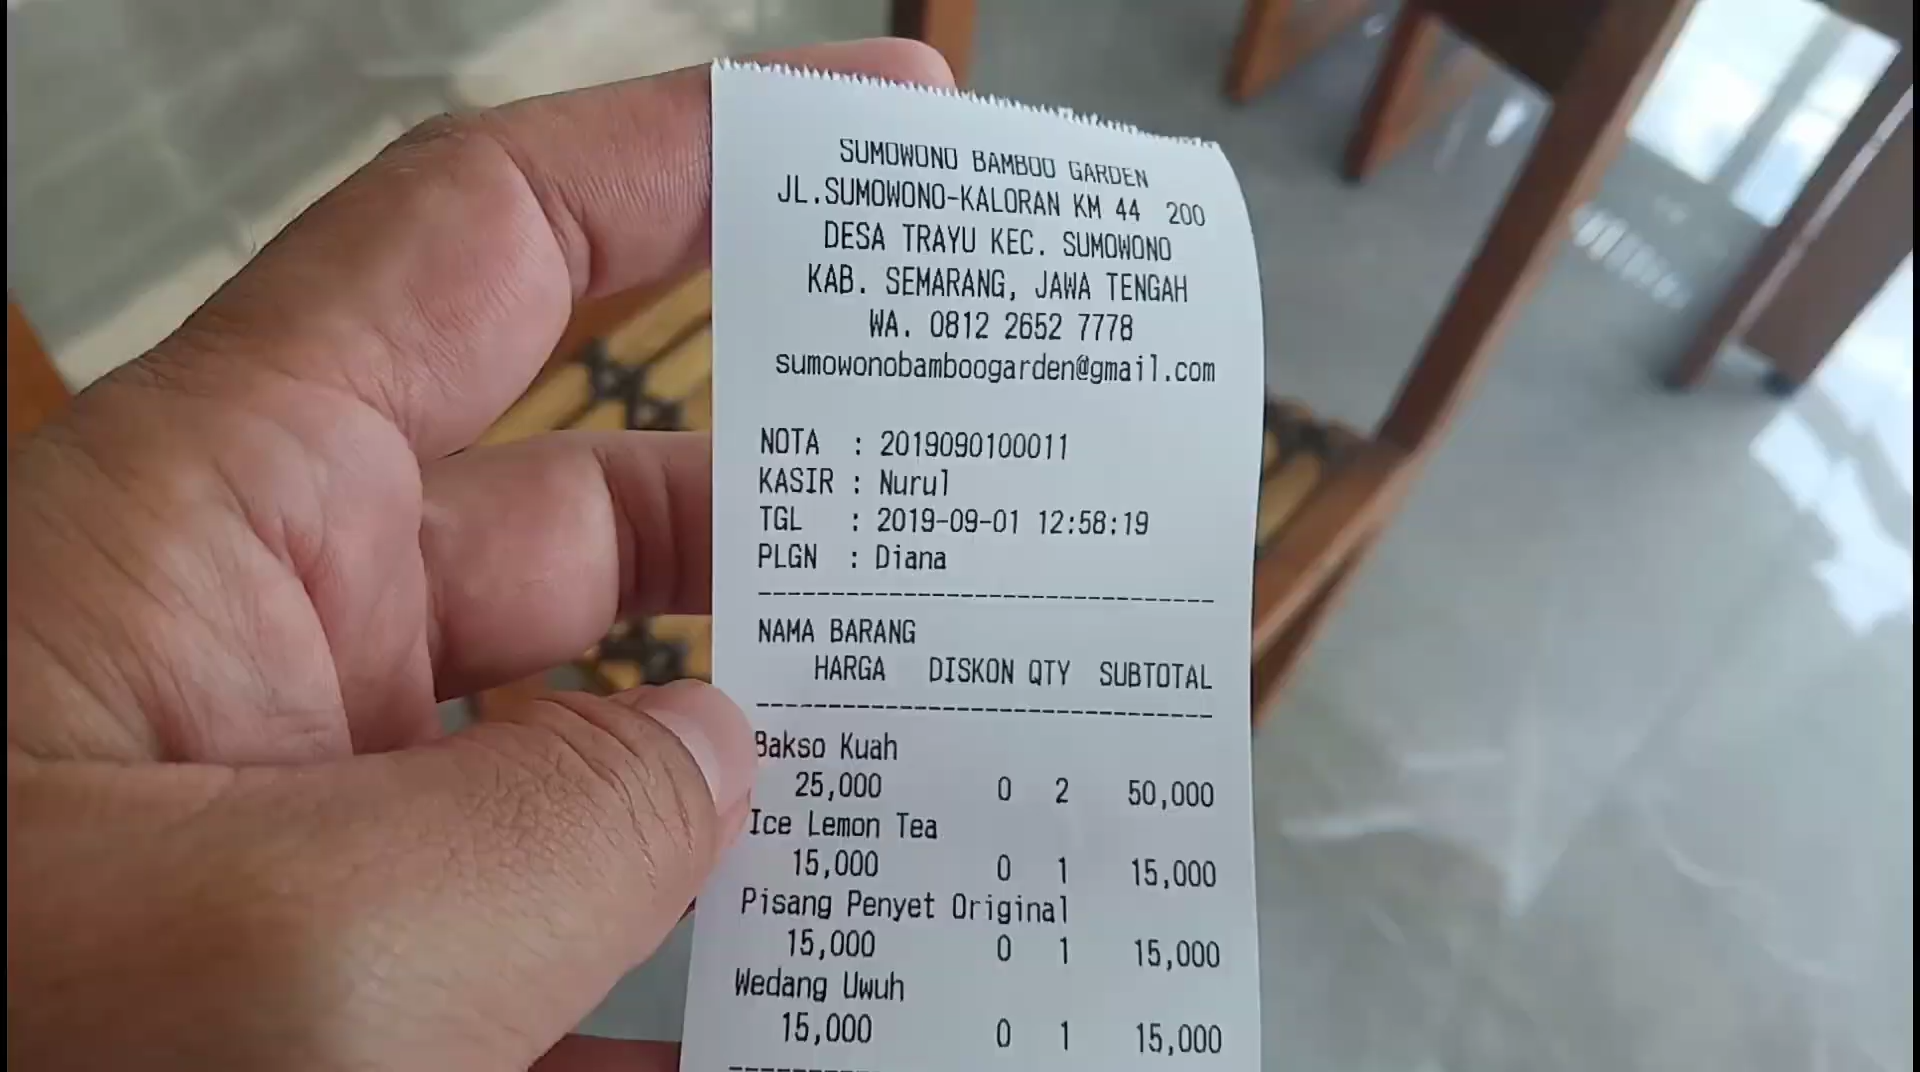 SUMOWONO BAMBOO GARDEN
JL.SUMOWONO-KALORAN KM 44 200
DESA TRAYU KEC. SUMOWONO
KAB. SEMARANG, JAWA TENGAH
WA. 0812 2652 7778
sumowonobamboogarden@gmail.com
NOTA : 2019090100011
KASIR : Nurul
TGL : 2019-09-01 12:58:19
PLGN : Diana
--------------------------------
NAMA BARANG
HARGA DISKON QTY SUBTOTAL
--------------------------------
Bakso Kuah
25,000 0 2 50,000
Ice Lemon Tea
15,000 0 1 15,000
Pisang Penyet Original
15,000 0 1 15,000
Wedang Uwuh
15,000 0 1 15,000
--------------------------------